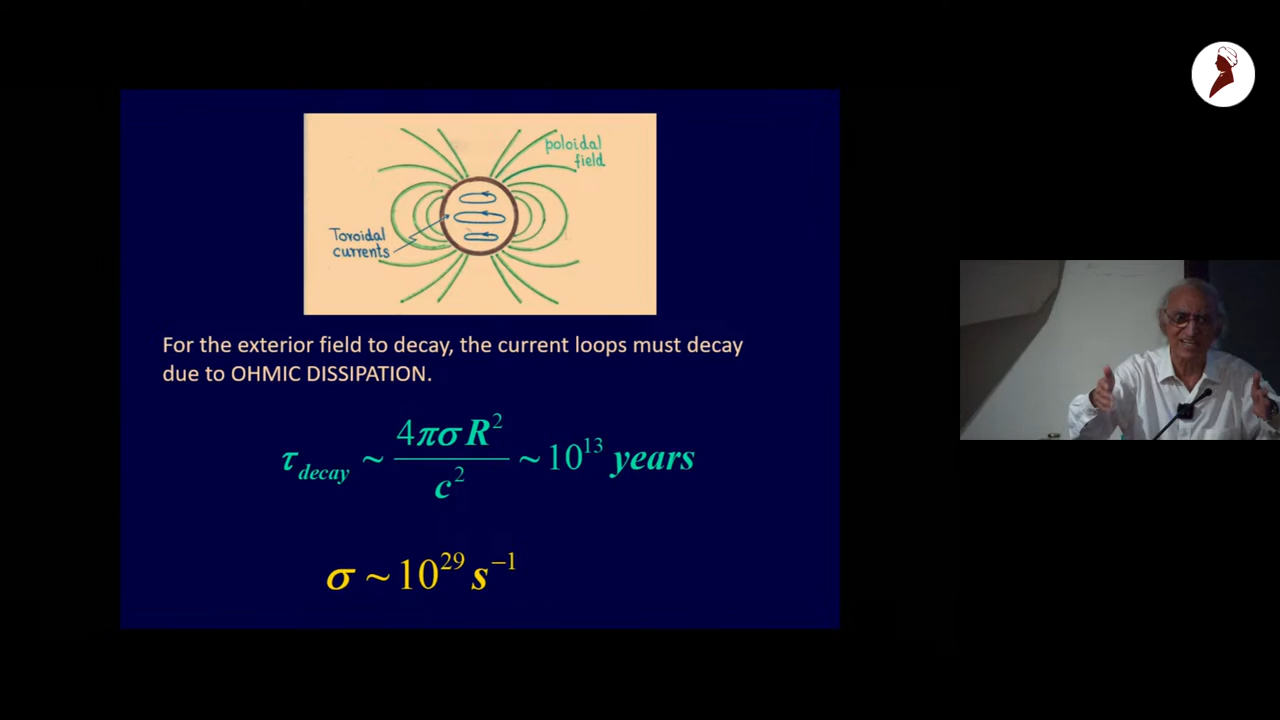 poloidal
field
Toroidal
currents
For the exterior field to decay, the current loops must decay
due to OHMIC DISSIPATION.
τ_decay ~ 4πσR² / c² ~ 10¹³ years
σ ~ 10²⁹ s⁻¹